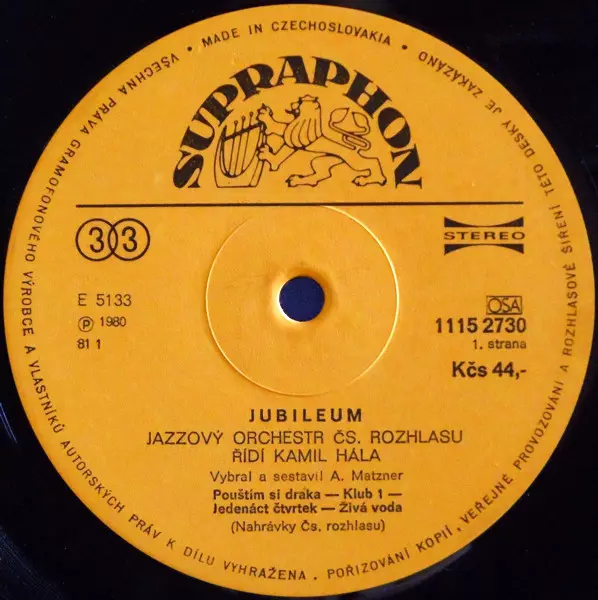 VŠECHNA PRÁVA GRAMOFONOVÉHO VÝROBCE A VLASTNÍKŮ AUTORSKÝCH PRÁV K DÍLU VYHRAŽENA . POŘIZOVÁNÍ KOPIÍ, VEŘEJNÉ PROVOZOVÁNÍ A ROZHLASOVÉ ŠÍŘENÍ TÉTO DESKY JE ZAKÁZÁNO
• MADE IN CZECHOSLOVAKIA •
SUPRAPHON
33
STEREO
E 5133
℗ 1980
81 1
OSA
1115 2730
1. strana
Kčs 44,-
JUBILEUM
JAZZOVÝ ORCHESTR ČS. ROZHLASU
ŘÍDÍ KAMIL HÁLA
Vybral a sestavil A. Matzner
Pouštím si draka — Klub 1 —
Jedenáct čtvrtek — Živá voda
(Nahrávky Čs. rozhlasu)